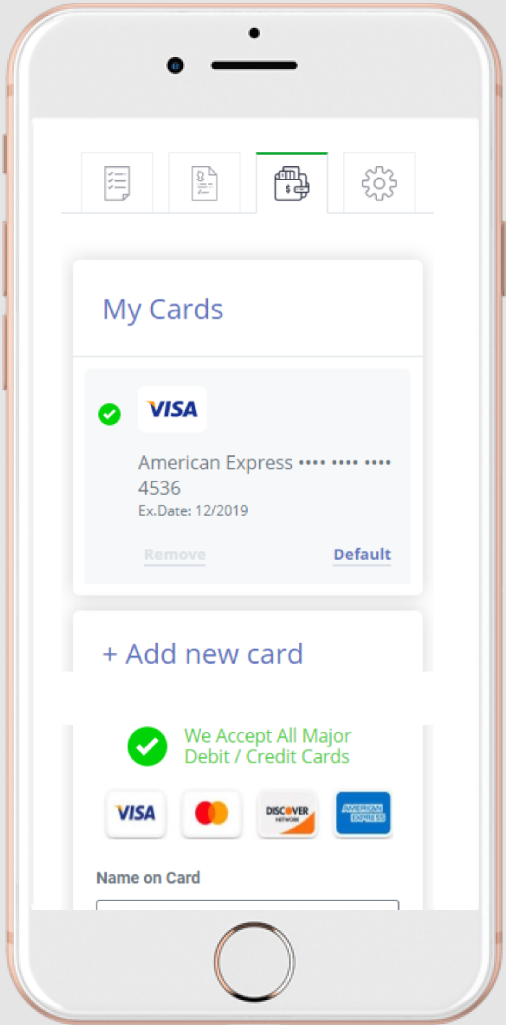 My Cards
VISA
American Express •••• •••• ••••
4536
Ex.Date: 12/2019
Remove
Default
+ Add new card
We Accept All Major
Debit / Credit Cards
VISA
DISCOVER
NETWORK
AMERICAN
EXPRESS
Name on Card